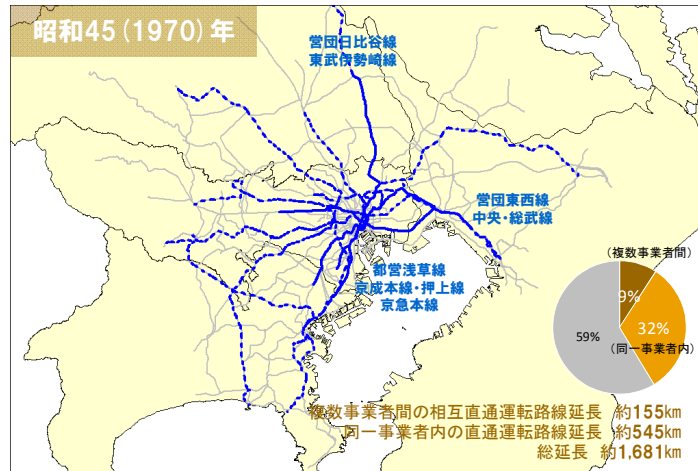 昭和45(1970)年
営団日比谷線
東武伊勢崎線
営団東西線
中央・総武線
都営浅草線
京成本線・押上線
京急本線
(複数事業者間)
9%
32%
59%
(同一事業者内)
複数事業者間の相互直通運転路線延長 約155km
同一事業者内の直通運転路線延長 約545km
総延長 約1,681km